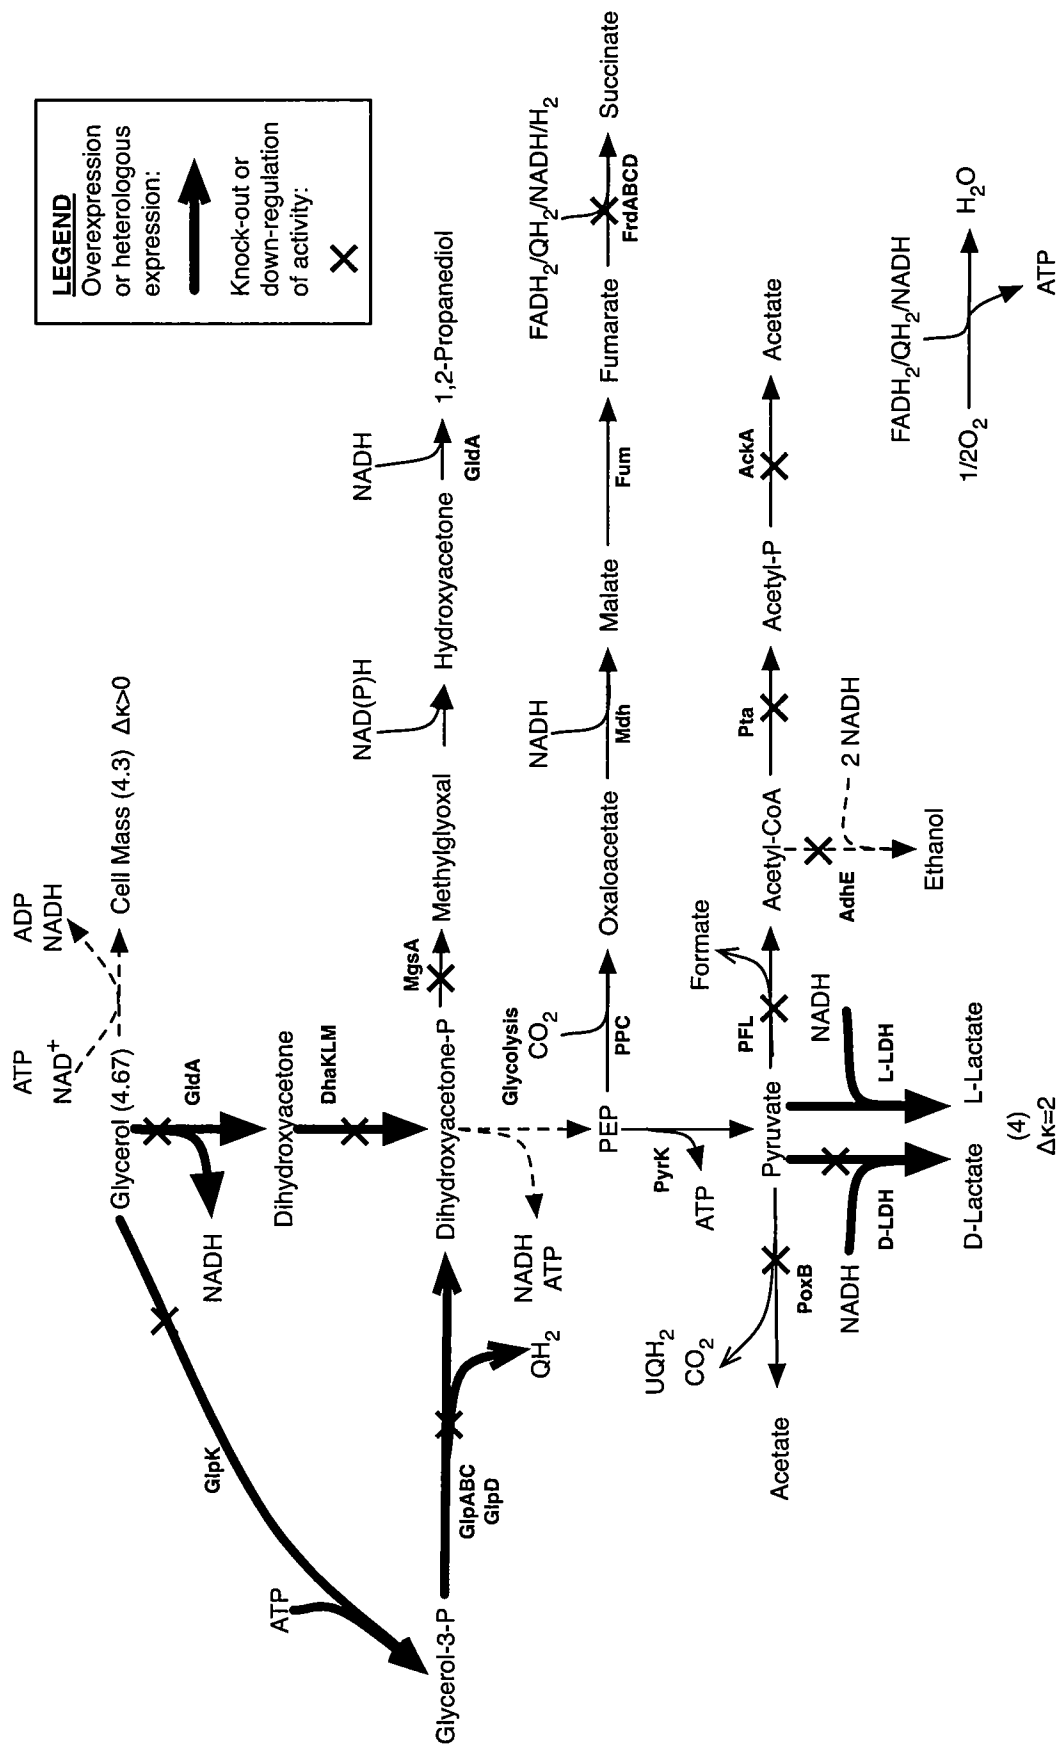 LEGEND
Overexpression
or heterologous
expression:
Knock-out or
down-regulation
of activity:
ATP
NAD+
ADP
NADH
Glycerol (4.67)
Cell Mass (4.3) Δκ>0
GldA
NADH
GlpK
ATP
Dihydroxyacetone
DhaKLM
Glycerol-3-P
GlpABC
GlpD
QH2
Dihydroxyacetone-P
MgsA
Methylglyoxal
NAD(P)H
Hydroxyacetone
NADH
GldA
1,2-Propanediol
Glycolysis
NADH
ATP
PEP
CO2
PPC
Oxaloacetate
NADH
Mdh
Malate
Fum
Fumarate
FADH2/QH2/NADH/H2
FrdABCD
Succinate
PyrK
ATP
Acetate
UQH2
CO2
PoxB
Pyruvate
PFL
Formate
Acetyl-CoA
Pta
Acetyl-P
AckA
Acetate
AdhE
2 NADH
Ethanol
NADH
D-LDH
NADH
L-LDH
D-Lactate
L-Lactate
(4)
Δκ=2
FADH2/QH2/NADH
1/2O2
H2O
ATP